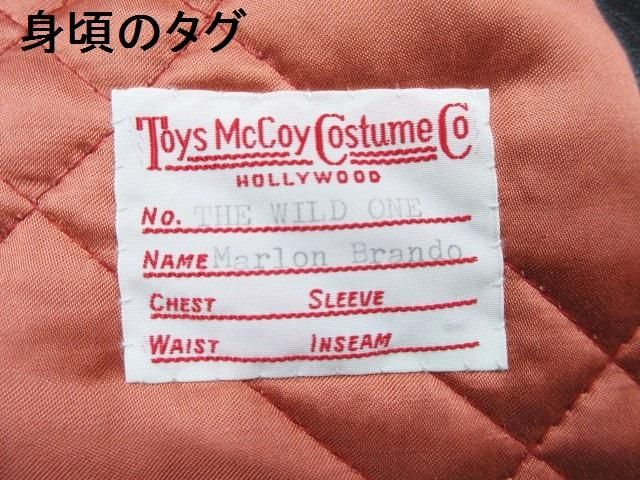 身頃のタグ
Toys McCoy Costume Co
HOLLYWOOD
No. THE WILD ONE
NAME Marlon Brando
CHEST SLEEVE
WAIST INSEAM